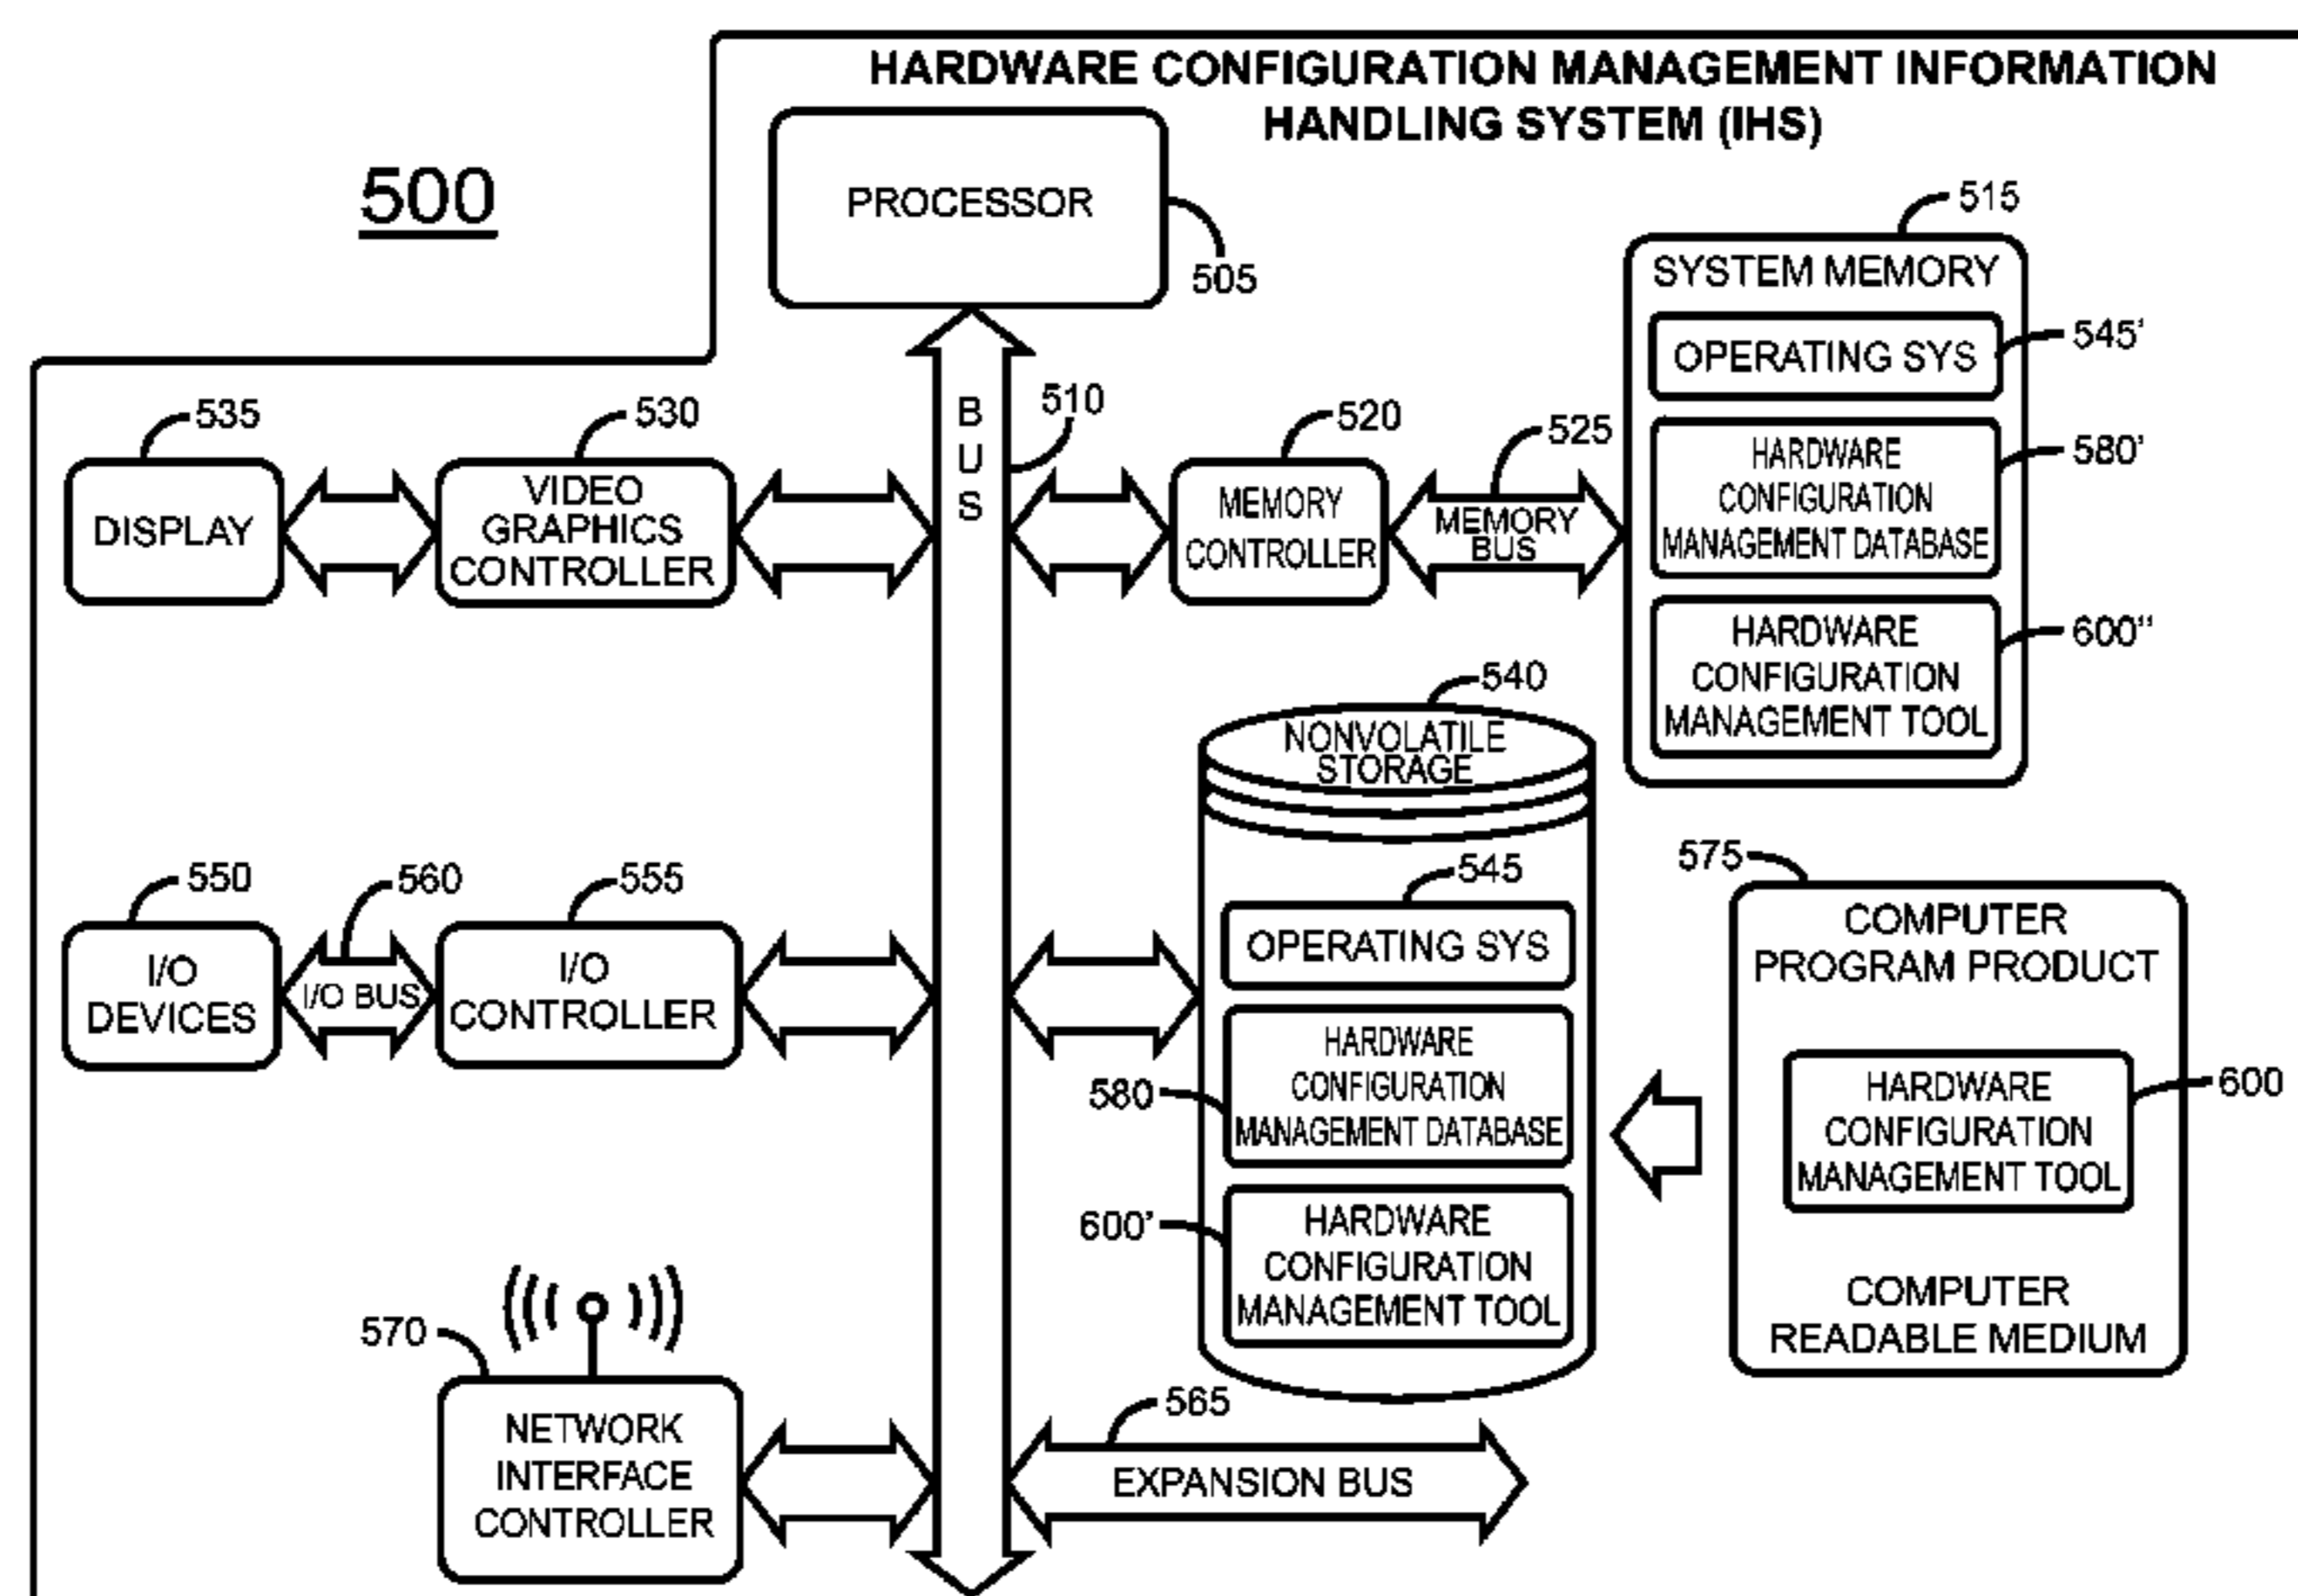 HARDWARE CONFIGURATION MANAGEMENT INFORMATION
HANDLING SYSTEM (IHS)
500
PROCESSOR
505
515
SYSTEM MEMORY
OPERATING SYS
545'
HARDWARE
CONFIGURATION
MANAGEMENT DATABASE
580'
HARDWARE
CONFIGURATION
MANAGEMENT TOOL
600"
B
U
S
510
535
DISPLAY
530
VIDEO
GRAPHICS
CONTROLLER
520
MEMORY
CONTROLLER
525
MEMORY
BUS
540
NONVOLATILE
STORAGE
545
OPERATING SYS
HARDWARE
CONFIGURATION
MANAGEMENT DATABASE
580
HARDWARE
CONFIGURATION
MANAGEMENT TOOL
600'
550
I/O
DEVICES
560
I/O BUS
555
I/O
CONTROLLER
575
COMPUTER
PROGRAM PRODUCT
HARDWARE
CONFIGURATION
MANAGEMENT TOOL
600
COMPUTER
READABLE MEDIUM
570
NETWORK
INTERFACE
CONTROLLER
565
EXPANSION BUS